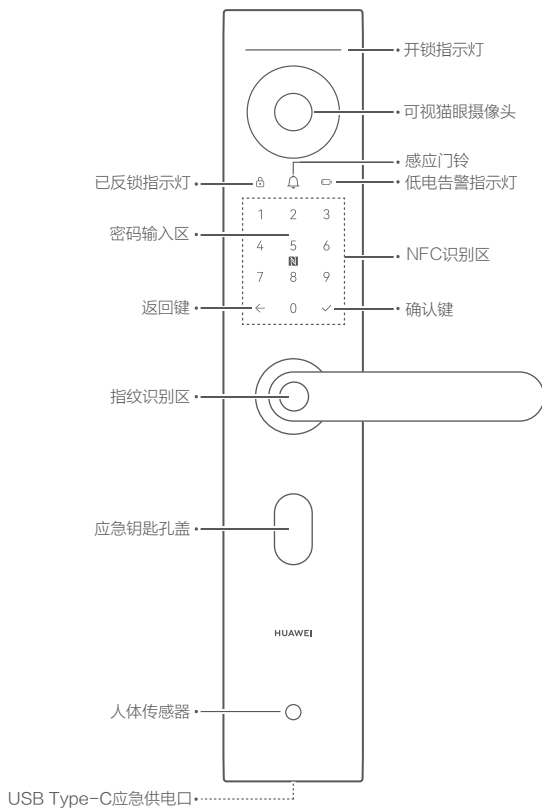 开锁指示灯
可视猫眼摄像头
感应门铃
已反锁指示灯
低电告警指示灯
1 2 3
密码输入区
4 5 6
NFC识别区
7 8 9
返回键
0
确认键
指纹识别区
应急钥匙孔盖
HUAWEI
人体传感器
USB Type-C应急供电口